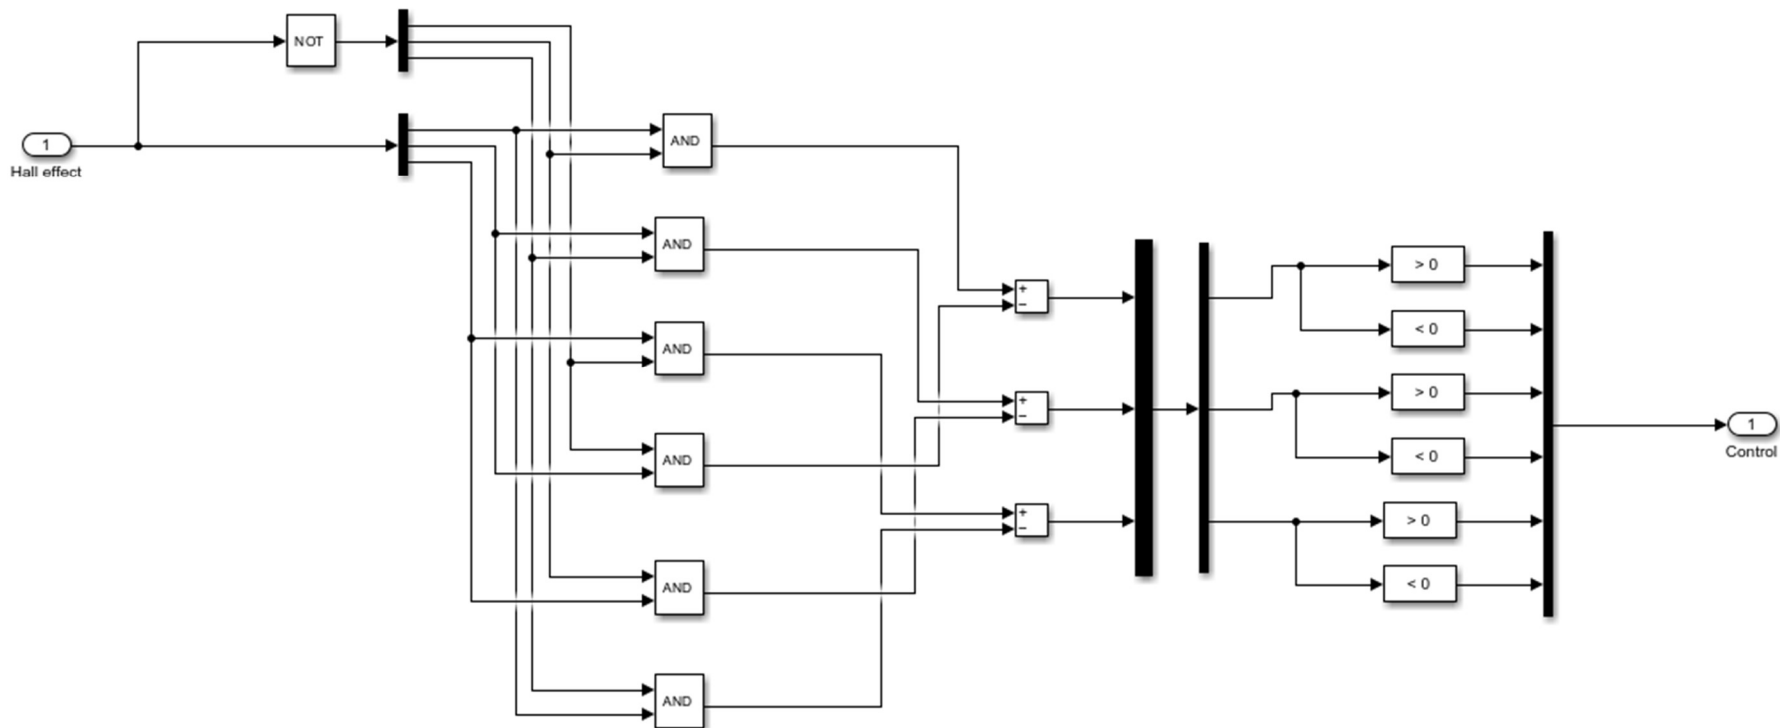 NOT
1
Hall effect
AND
AND
AND
AND
AND
AND
+
−
+
−
+
−
> 0
< 0
> 0
< 0
> 0
< 0
1
Control